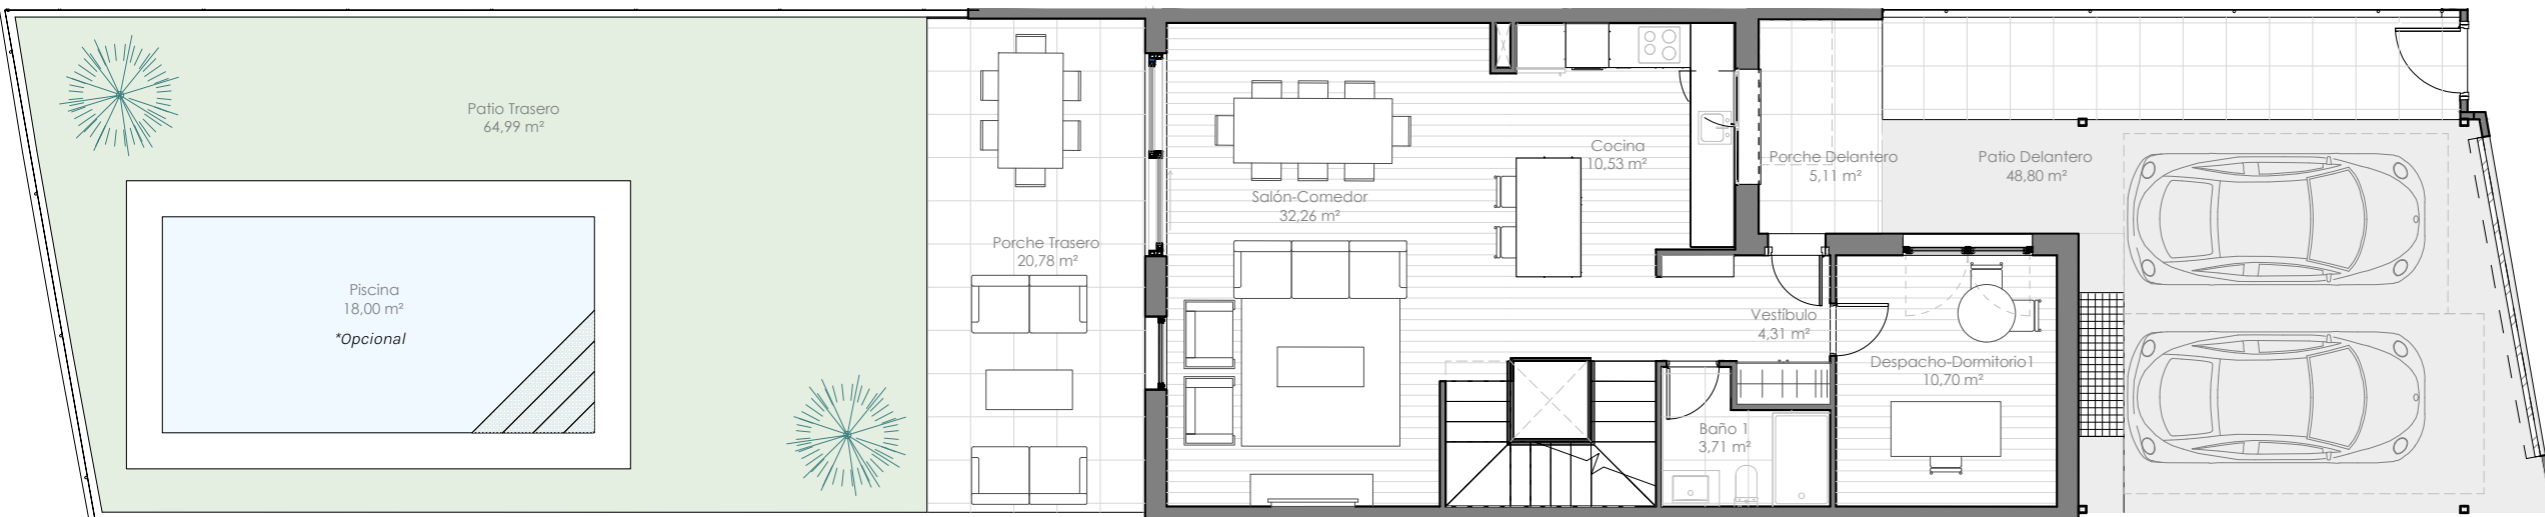 Patio Trasero
64,99 m²
Piscina
18,00 m²
*Opcional
Porche Trasero
20,78 m²
Salón-Comedor
32,26 m²
Cocina
10,53 m²
Porche Delantero
5,11 m²
Patio Delantero
48,80 m²
Vestíbulo
4,31 m²
Despacho-Dormitorio1
10,70 m²
Baño 1
3,71 m²